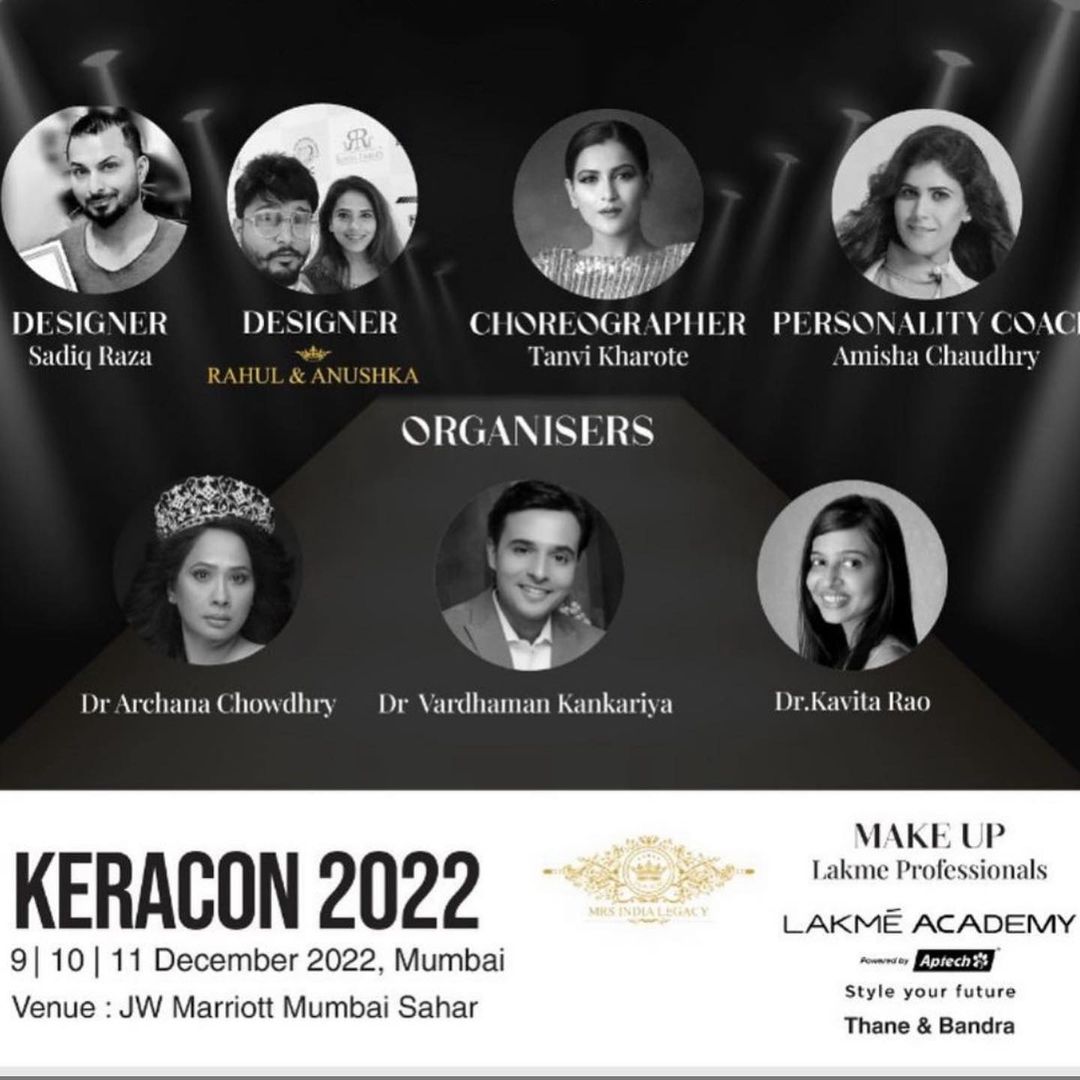 DESIGNER
Sadiq Raza
DESIGNER
RAHUL & ANUSHKA
CHOREOGRAPHER
Tanvi Kharote
PERSONALITY COAC
Amisha Chaudhry
ORGANISERS
Dr Archana Chowdhry
Dr Vardhaman Kankariya
Dr.Kavita Rao
KERACON 2022
9| 10 | 11 December 2022, Mumbai
Venue : JW Marriott Mumbai Sahar
MRS INDIA LEGACY
MAKE UP
Lakme Professionals
LAKMÉ ACADEMY
Powered by Aptech
Style your future
Thane & Bandra